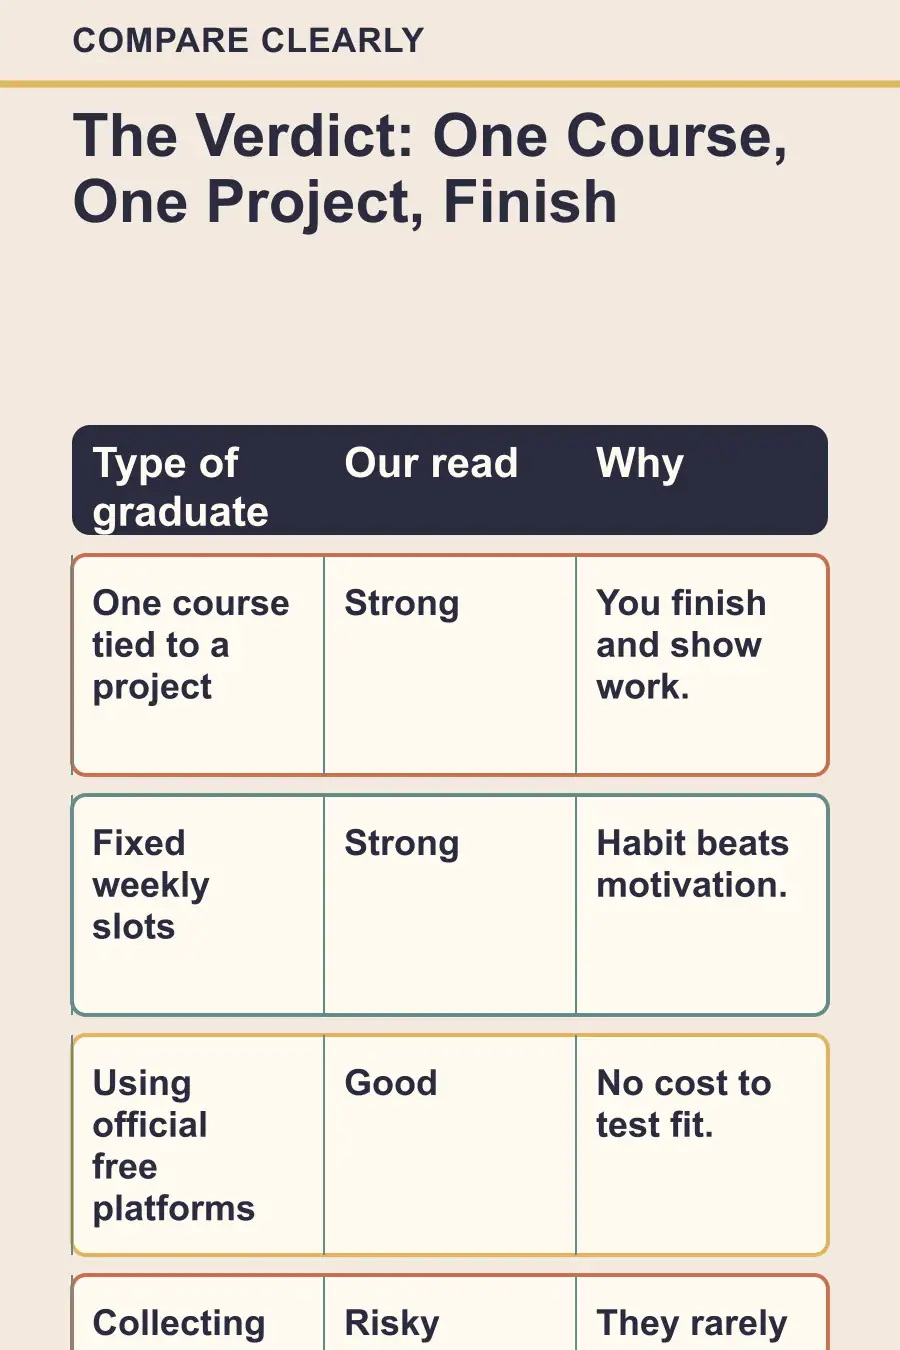 COMPARE CLEARLY
The Verdict: One Course,
One Project, Finish
Type of
graduate
Our read
Why
One course
tied to a
project
Strong
You finish
and show
work.
Fixed
weekly
slots
Strong
Habit beats
motivation.
Using
official
free
platforms
Good
No cost to
test fit.
Collecting
Risky
They rarely